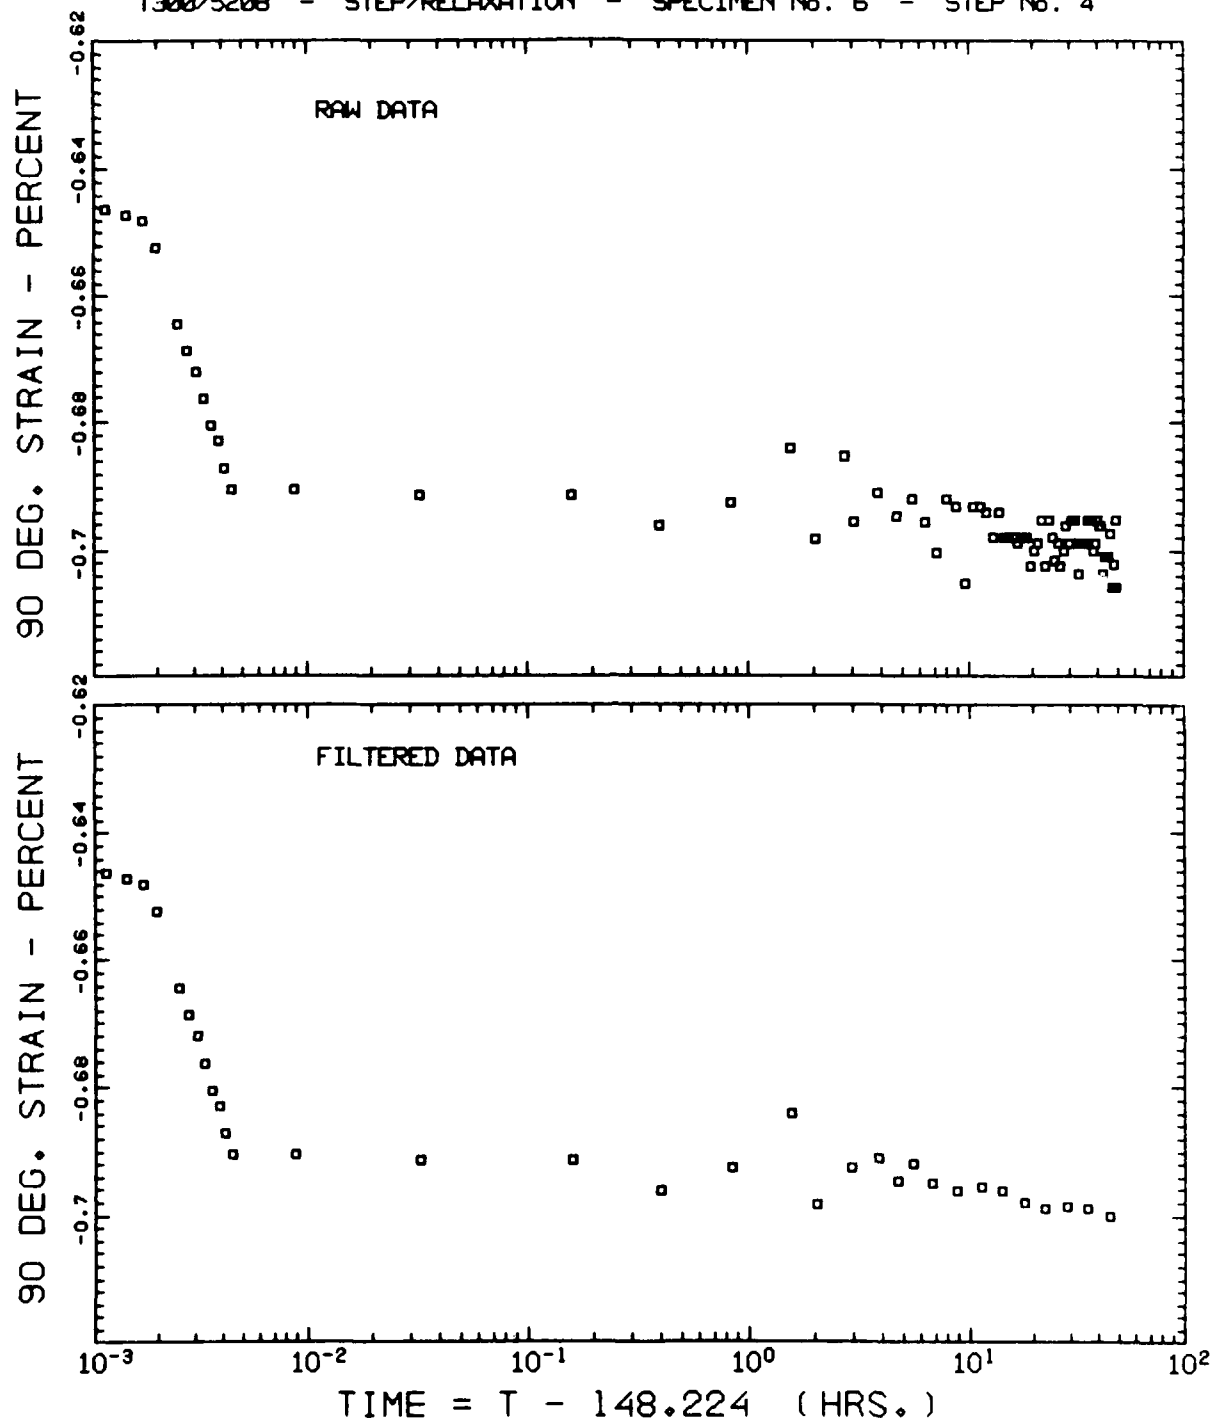 T300/5208 - STEP/RELAXATION - SPECIMEN No. 6 - STEP No. 4
-0.62
RAW DATA
-0.64
-0.66
-0.68
-0.7
90 DEG. STRAIN - PERCENT
-0.62
FILTERED DATA
-0.64
-0.66
-0.68
-0.7
90 DEG. STRAIN - PERCENT
10⁻³ 10⁻² 10⁻¹ 10⁰ 10¹ 10²
TIME = T - 148.224 (HRS.)